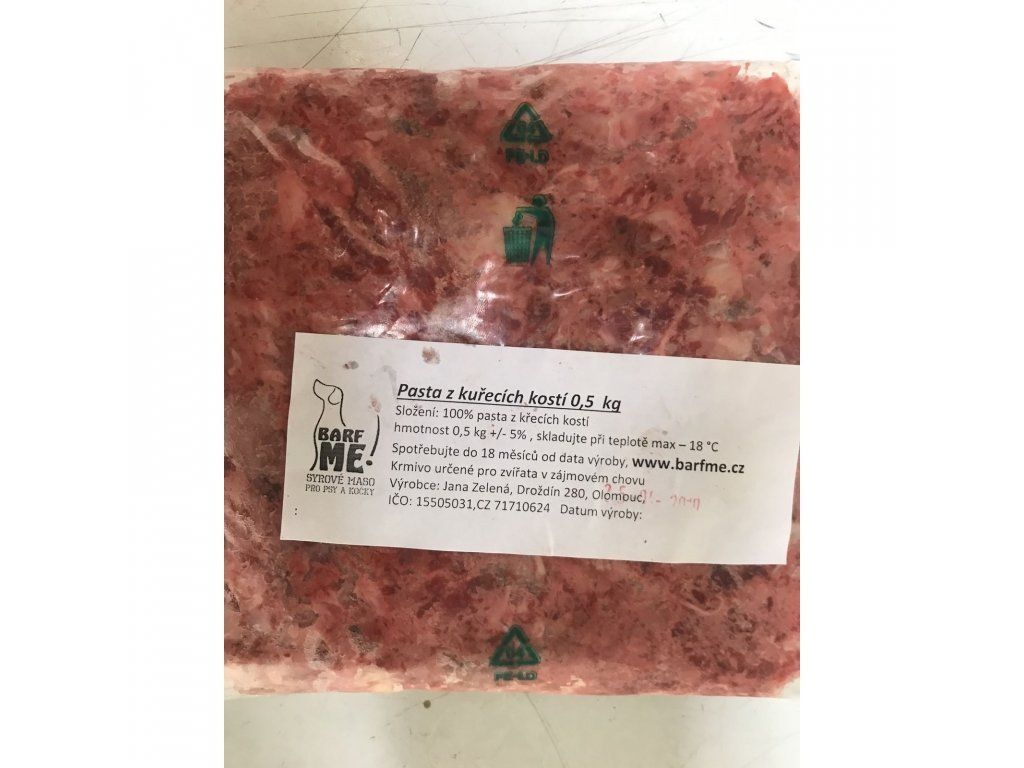 04
PE-LD
BARF
ME!
SYROVÉ MASO
PRO PSY A KOČKY
Pasta z kuřecích kostí 0,5 kg
Složení: 100% pasta z křecích kostí
hmotnost 0,5 kg +/- 5% , skladujte při teplotě max – 18 °C
Spotřebujte do 18 měsíců od data výroby, www.barfme.cz
Krmivo určené pro zvířata v zájmovém chovu
Výrobce: Jana Zelená, Droždín 280, Olomouc,
IČO: 15505031,CZ 71710624 Datum výroby:
:
04
PE-LD